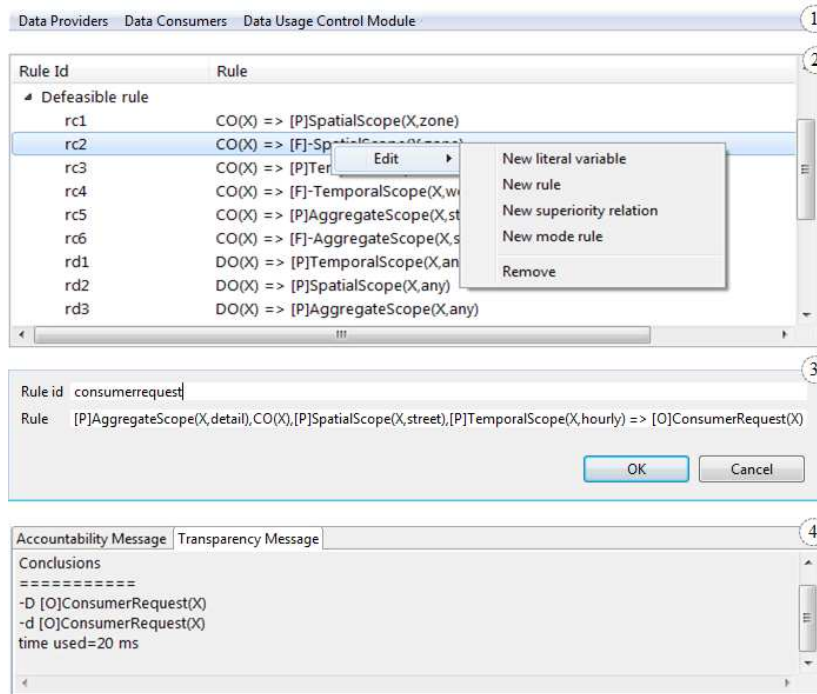 Data Providers Data Consumers Data Usage Control Module
1
2
Rule Id Rule
Defeasible rule
rc1 CO(X) => [P]SpatialScope(X,zone)
rc2 CO(X) => [F]-SpatialScope(X,zone)
rc3 CO(X) => [P]Ter
rc4 CO(X) => [F]-TemporalScope(X,w
rc5 CO(X) => [P]AggregateScope(X,st
rc6 CO(X) => [F]-AggregateScope(X,s
rd1 DO(X) => [P]TemporalScope(X,an
rd2 DO(X) => [P]SpatialScope(X,any)
rd3 DO(X) => [P]AggregateScope(X,any)
Edit
New literal variable
New rule
New superiority relation
New mode rule
Remove
3
Rule id consumerrequest
Rule [P]AggregateScope(X,detail),CO(X),[P]SpatialScope(X,street),[P]TemporalScope(X,hourly) => [O]ConsumerRequest(X)
OK Cancel
4
Accountability Message Transparency Message
Conclusions
===========
-D [O]ConsumerRequest(X)
-d [O]ConsumerRequest(X)
time used=20 ms